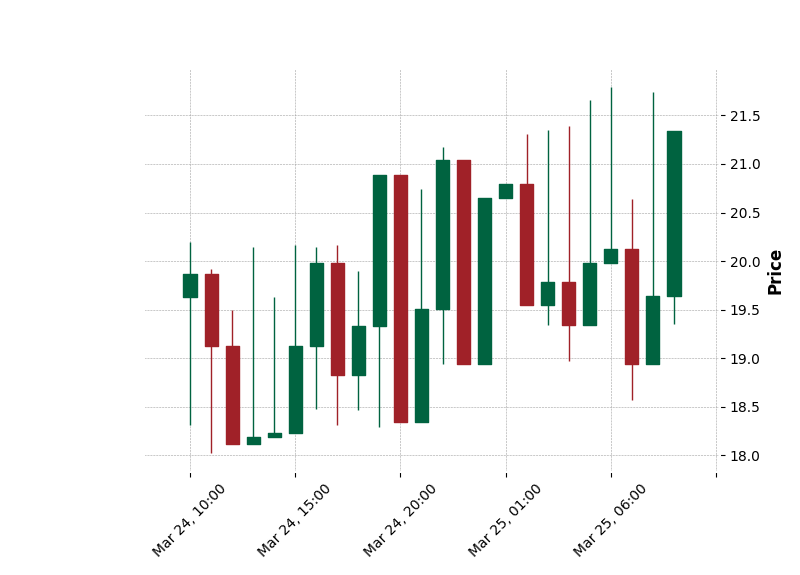 21.5
21.0
20.5
20.0
19.5
19.0
18.5
18.0
Price
Mar 24, 10:00
Mar 24, 15:00
Mar 24, 20:00
Mar 25, 01:00
Mar 25, 06:00